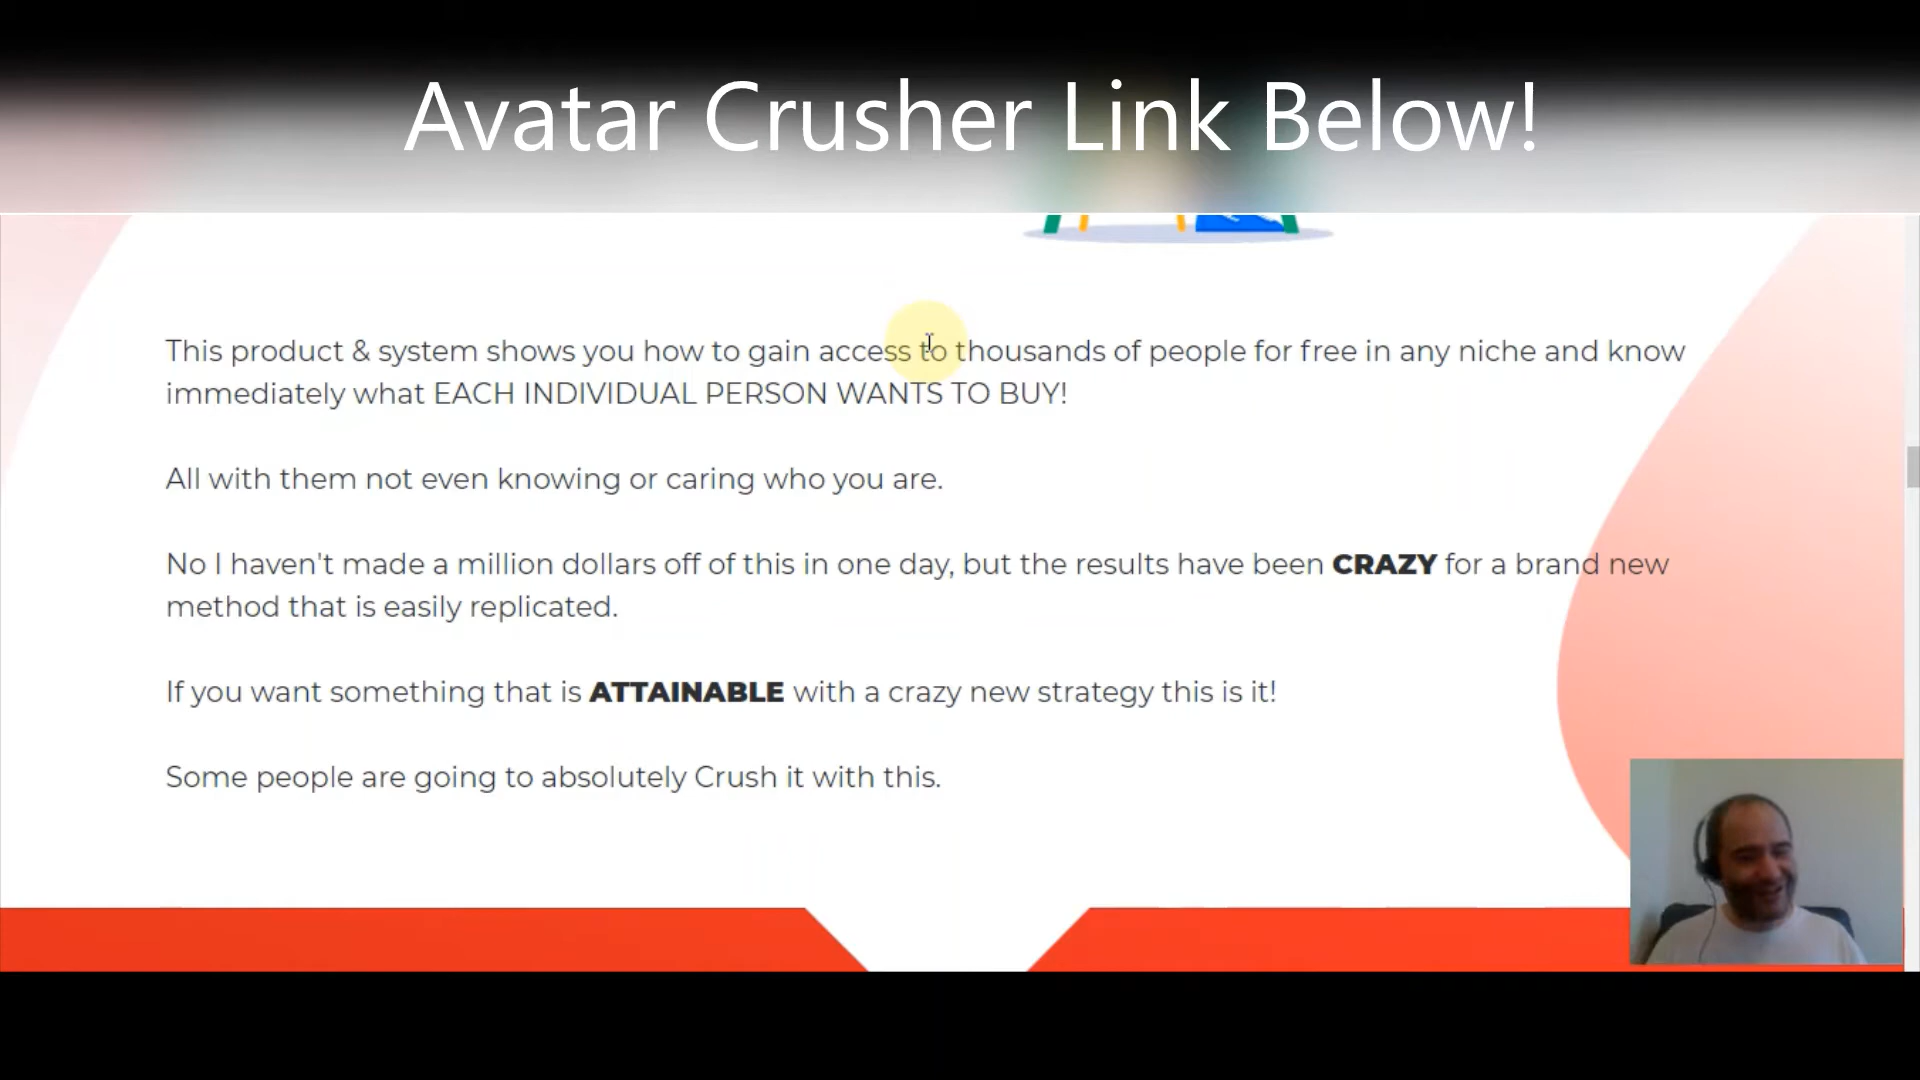 Avatar Crusher Link Below!
This product & system shows you how to gain access to thousands of people for free in any niche and know
immediately what EACH INDIVIDUAL PERSON WANTS TO BUY!
All with them not even knowing or caring who you are.
No I haven't made a million dollars off of this in one day, but the results have been CRAZY for a brand new
method that is easily replicated.
If you want something that is ATTAINABLE with a crazy new strategy this is it!
Some people are going to absolutely Crush it with this.